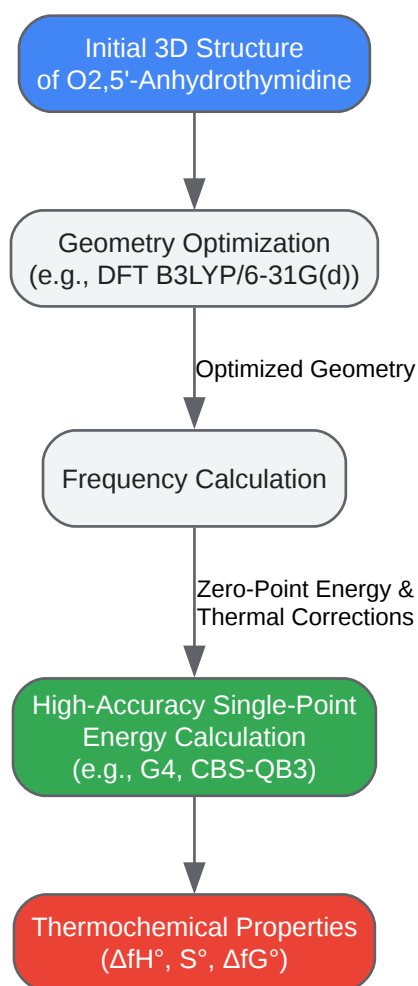 Initial 3D Structure
of O2,5'-Anhydrothymidine
Geometry Optimization
(e.g., DFT B3LYP/6-31G(d))
Optimized Geometry
Frequency Calculation
Zero-Point Energy &
Thermal Corrections
High-Accuracy Single-Point
Energy Calculation
(e.g., G4, CBS-QB3)
Thermochemical Properties
(ΔfH°, S°, ΔfG°)